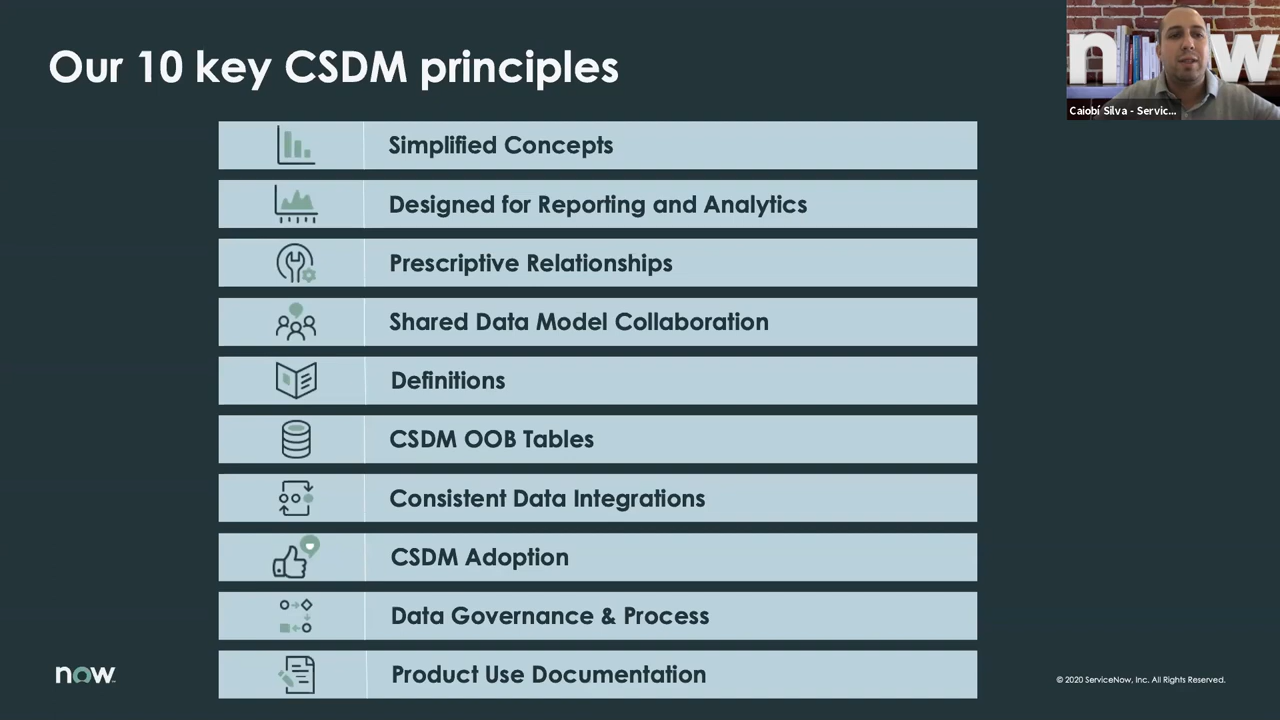 Our 10 key CSDM principles
now
Caiobí Silva - Servic...
Simplified Concepts
Designed for Reporting and Analytics
Prescriptive Relationships
Shared Data Model Collaboration
Definitions
CSDM OOB Tables
Consistent Data Integrations
CSDM Adoption
Data Governance & Process
Product Use Documentation
now
© 2020 ServiceNow, Inc. All Rights Reserved.